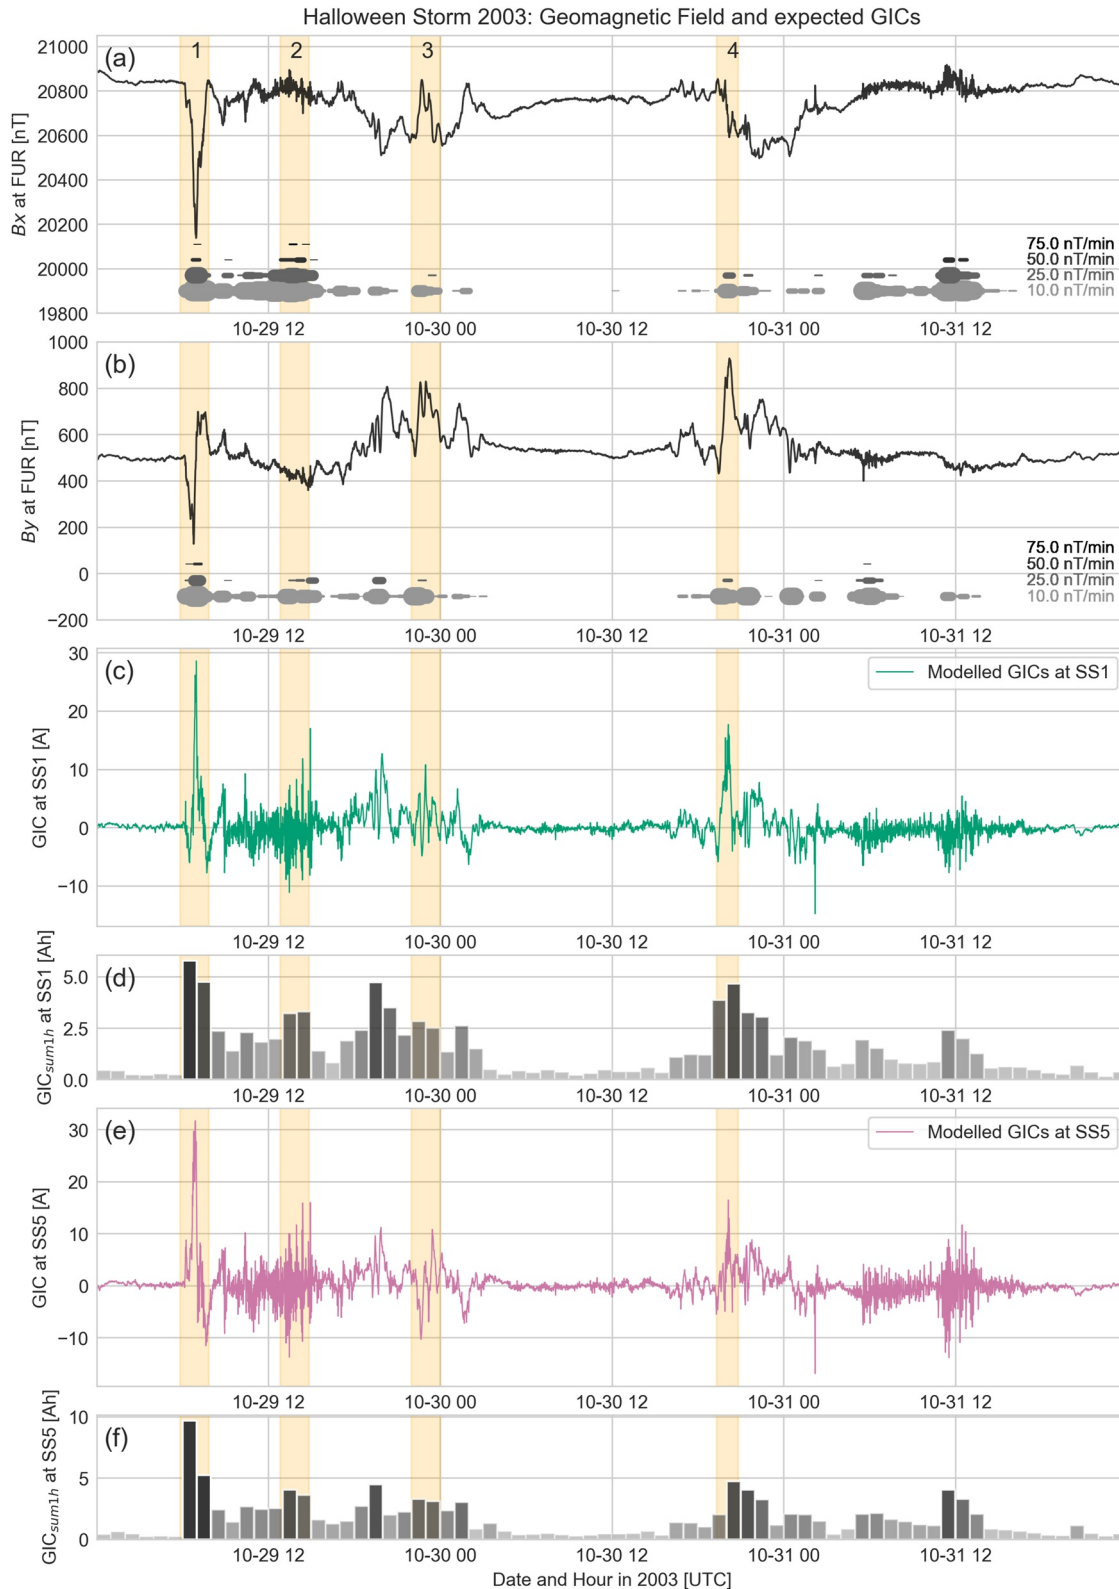 Halloween Storm 2003: Geomagnetic Field and expected GICs
(a)
1
2
3
4
21000
20800
20600
20400
20200
20000
19800
Bx at FUR [nT]
75.0 nT/min
50.0 nT/min
25.0 nT/min
10.0 nT/min
10-29 12
10-30 00
10-30 12
10-31 00
10-31 12
(b)
1000
800
600
400
200
0
−200
By at FUR [nT]
75.0 nT/min
50.0 nT/min
25.0 nT/min
10.0 nT/min
10-29 12
10-30 00
10-30 12
10-31 00
10-31 12
(c)
Modelled GICs at SS1
30
20
10
0
−10
GIC at SS1 [A]
10-29 12
10-30 00
10-30 12
10-31 00
10-31 12
(d)
5.0
2.5
0.0
GICsum1h at SS1 [Ah]
10-29 12
10-30 00
10-30 12
10-31 00
10-31 12
(e)
Modelled GICs at SS5
30
20
10
0
−10
GIC at SS5 [A]
10-29 12
10-30 00
10-30 12
10-31 00
10-31 12
(f)
10
5
0
GICsum1h at SS5 [Ah]
10-29 12
10-30 00
10-30 12
10-31 00
10-31 12
Date and Hour in 2003 [UTC]